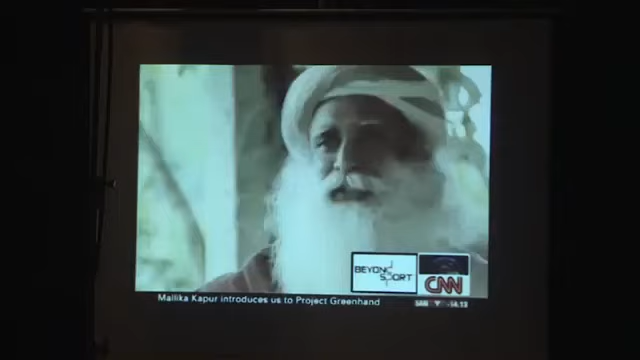 BEYOND
SPORT
CNN
Mallika Kapur introduces us to Project Greenhand